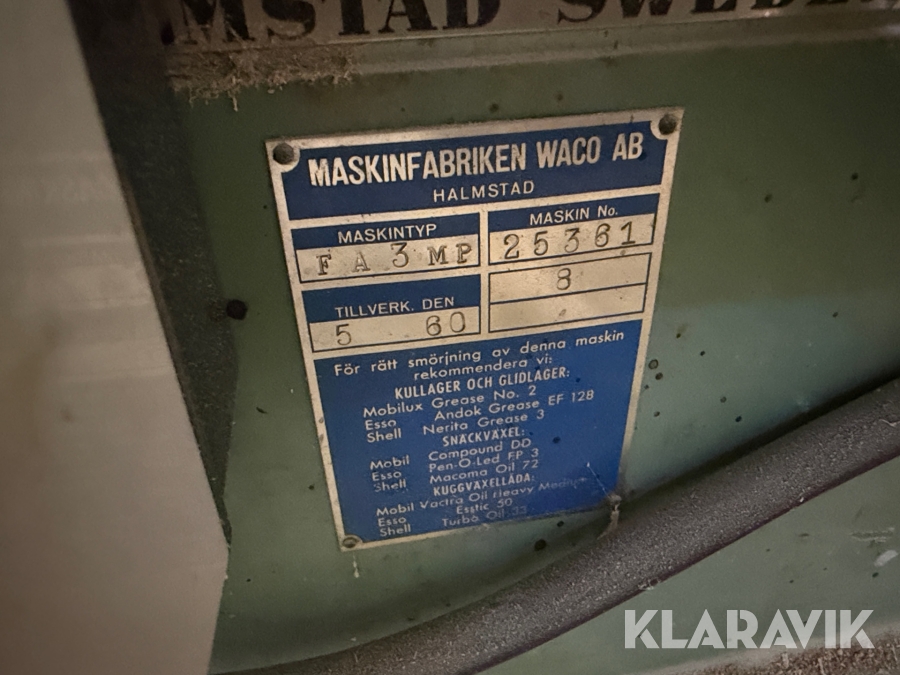 MSTAD SWEDEN
MASKINFABRIKEN WACO AB
HALMSTAD
MASKINTYP
FA 3 MP
MASKIN No.
25361
8
TILLVERK. DEN
5 60
För rätt smörjning av denna maskin
rekommendera vi:
KULLAGER OCH GLIDLAGER:
Mobilux Grease No. 2
Esso Andok Grease EF 12B
Shell Nerita Grease 3
SNÄCKVÄXEL:
Mobil Compound DD
Esso Pen-O-Led EP 3
Shell Macoma Oil 72
KUGGVÄXELLÅDA:
Mobil Vactra Oil Heavy Medium
Esso Esstic 50
Shell Turbo Oil 33
KLARAVIK